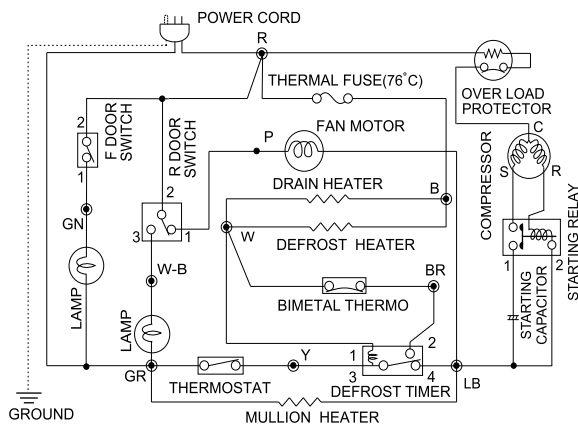 POWER CORD
R
THERMAL FUSE(76°C)
OVER LOAD
PROTECTOR
2
F DOOR
SWITCH
1
R DOOR
SWITCH
P
FAN MOTOR
C
S
R
COMPRESSOR
DRAIN HEATER
B
2
3
1
GN
W
DEFROST HEATER
STARTING RELAY
1
2
W-B
BR
BIMETAL THERMO
STARTING
CAPACITOR
LAMP
LAMP
1
2
3
4
Y
GR
THERMOSTAT
DEFROST TIMER
LB
GROUND
MULLION HEATER